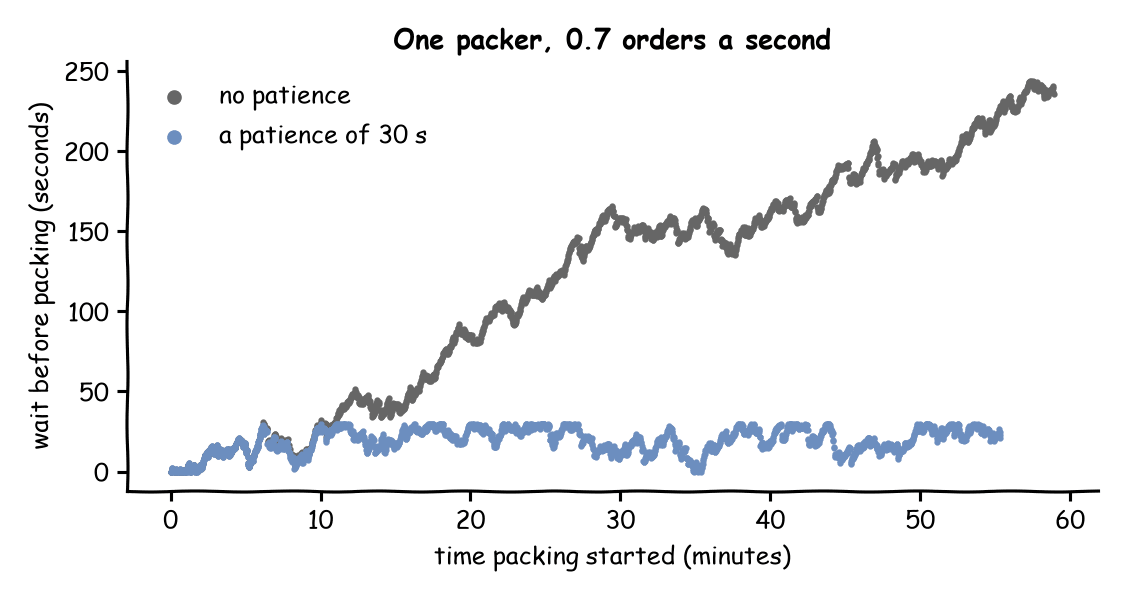 One packer, 0.7 orders a second
no patience
a patience of 30 s
wait before packing (seconds)
250
200
150
100
50
0
0 10 20 30 40 50 60
time packing started (minutes)